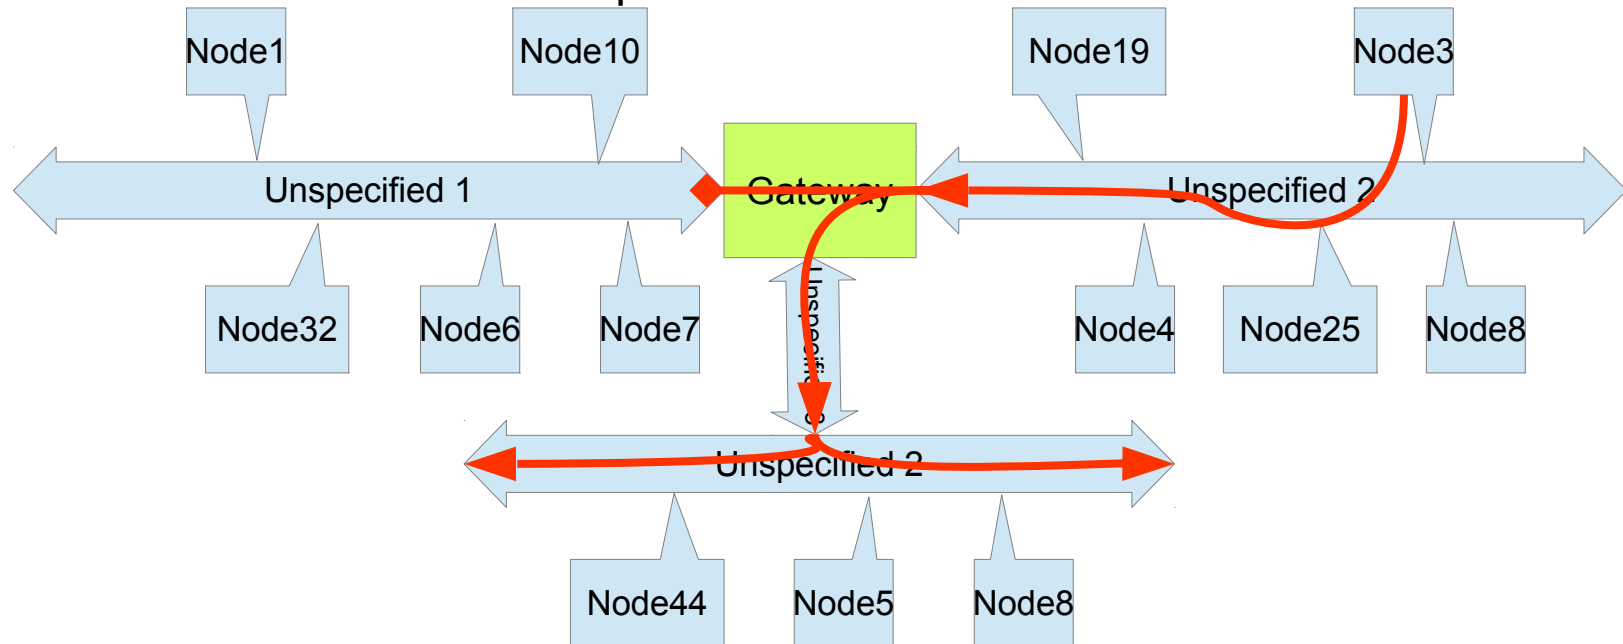 Node1
Node10
Node19
Node3
Unspecified 1
Gateway
Unspecified 2
Node32
Node6
Node7
Node4
Node25
Node8
Unspecified 2
Node44
Node5
Node8